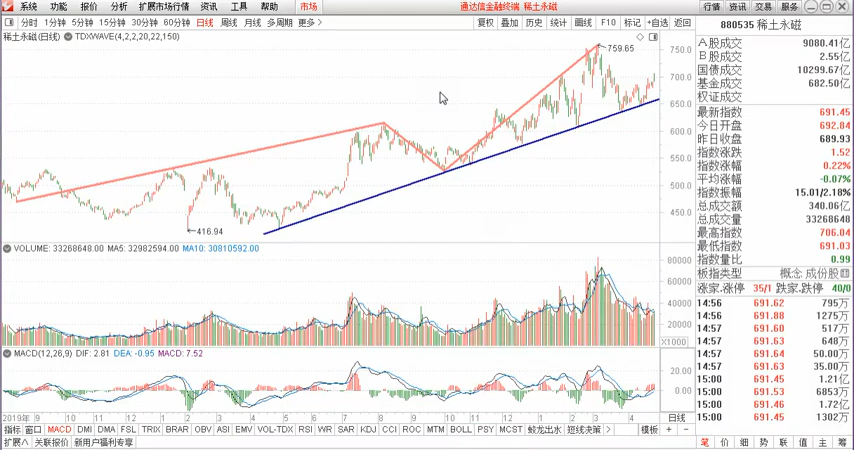 系统 功能 报价 分析 扩展市场行情 资讯 工具 帮助 市场 通达信金融终端 稀土永磁 行情 资讯 交易 服务
分时 1分钟 5分钟 15分钟 30分钟 60分钟 日线 周线 月线 多周期 更多> 复权 叠加 历史 统计 画线 F10 标记 +自选 返回
880535 稀土永磁
稀土永磁(日线) TDXWAVE(4,2,2,20,22,150)
A股成交 9080.41亿
B股成交 2.55亿
国债成交 10299.67亿
基金成交 682.50亿
权证成交
最新指数 691.45
今日开盘 692.84
昨日收盘 689.93
指数涨跌 1.52
指数涨幅 0.22%
平均涨幅 -0.07%
指数振幅 15.01/2.18%
总成交额 340.06亿
总成交量 33268648
最高指数 706.04
最低指数 691.03
指数量比 0.99
板指类型 概念 成份股
涨家.涨停 35/1 跌家.跌停 40/0
14:56 691.62 795万
14:56 691.88 1275万
14:57 691.60 517万
14:57 691.63 648万
14:57 691.64 50.00万
14:57 691.63 35.00万
15:00 691.45 1.21亿
15:00 691.53 6853万
15:00 691.46 1.72亿
15:00 691.45 1302万
笔 价 细 势 联 值 主 筹
759.65
750.0
700.0
650.0
600.0
550.0
500.0
450.0
416.94
VOLUME: 33268648.00 MA5: 32982594.00 MA10: 30810592.00
80000
60000
40000
20000
X1000
MACD(12,26,9) DIF: 2.81 DEA: -0.95 MACD: 7.52
20.00
0.00
2019年 9 10 11 12 2 3 4 5 6 7 8 9 10 11 12 2 3 4 日线
指标 窗口 MACD DMI DMA FSL TRIX BRAR OBV ASI EMV VOL-TDX RSI WR SAR KDJ CCI ROC MTM BOLL PSY MCST 蛟龙出水 短线决策 > 模板 + -
扩展∧ 关联报价 新用户福利专享